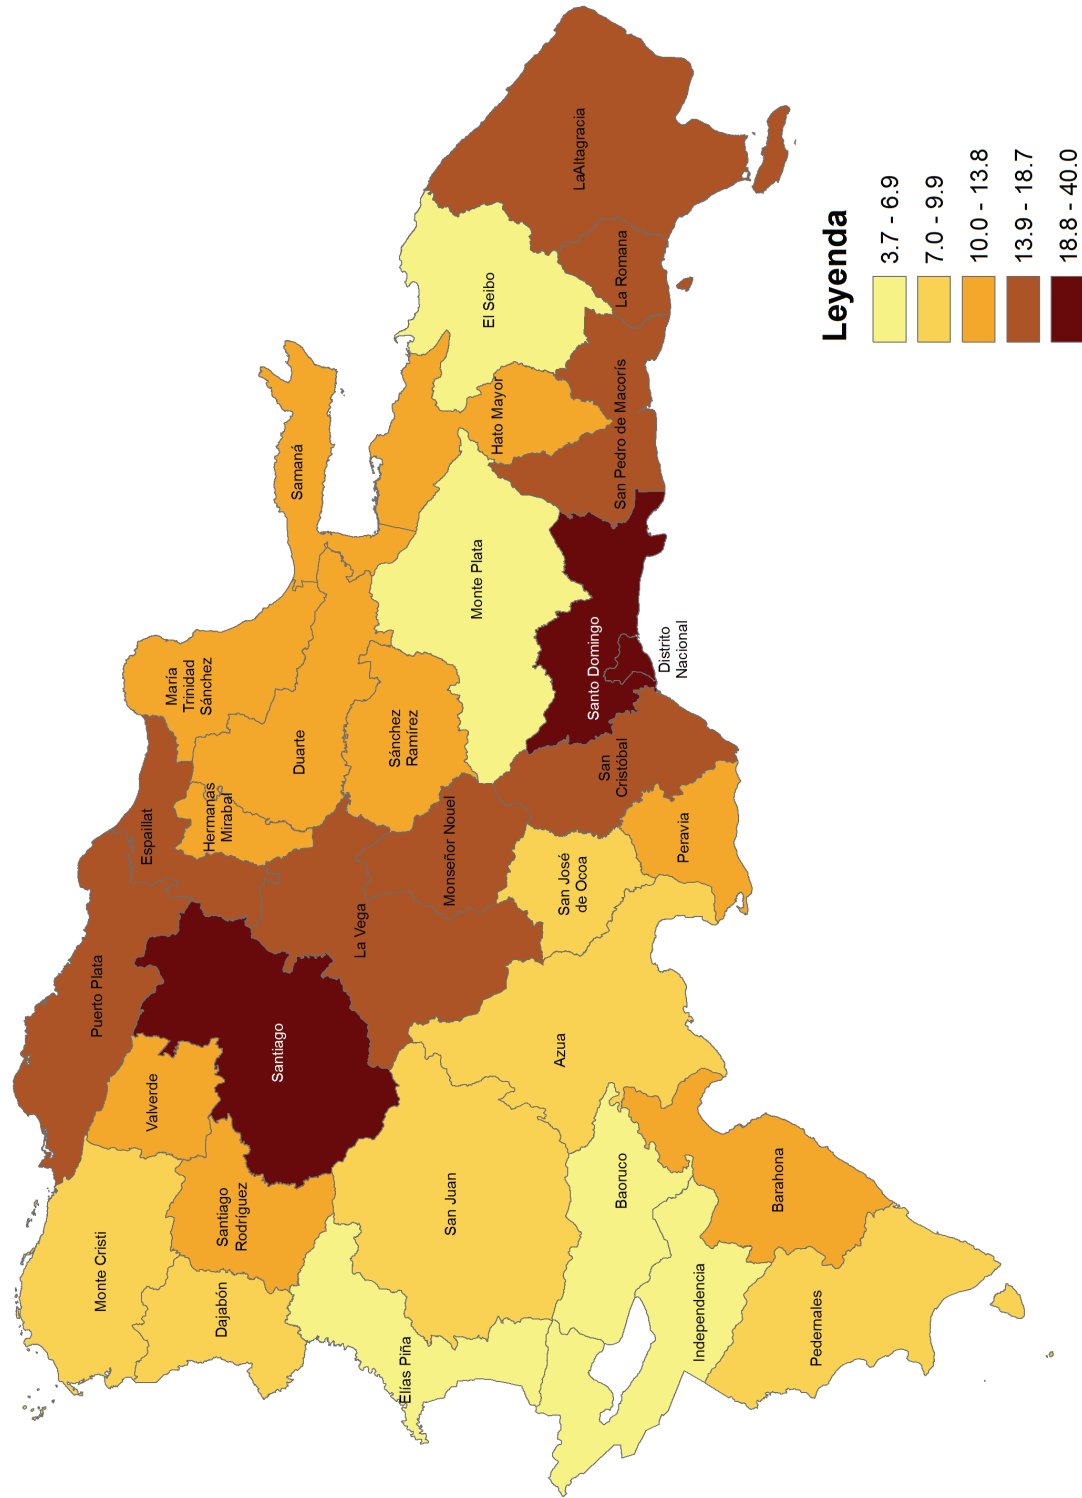 Monte Cristi
Puerto Plata
Espaillat
Valverde
Dajabón
Santiago
Rodríguez
Santiago
Hermanas
Mirabal
María
Trinidad
Sánchez
Duarte
Samaná
La Vega
Sánchez
Ramírez
Elías Piña
San Juan
Monseñor Nouel
Monte Plata
Hato Mayor
El Seibo
LaAltagracia
Azua
San José
de Ocoa
San
Cristóbal
Santo Domingo
San Pedro de Macorís
La Romana
Baoruco
Peravia
Distrito
Nacional
Independencia
Barahona
Pedernales
Leyenda
3.7 - 6.9
7.0 - 9.9
10.0 - 13.8
13.9 - 18.7
18.8 - 40.0